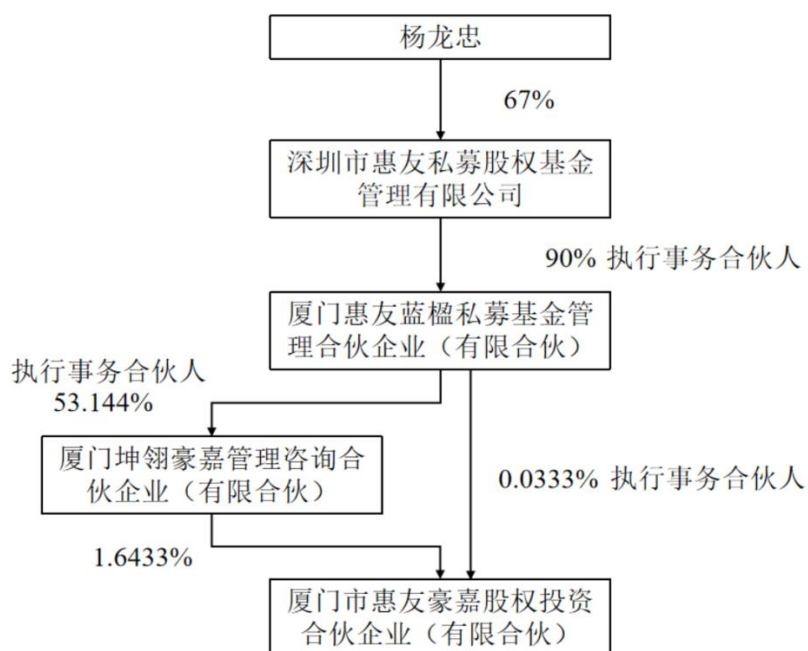 杨龙忠
67%
深圳市惠友私募股权基金
管理有限公司
90% 执行事务合伙人
厦门惠友蓝楹私募基金管
理合伙企业（有限合伙）
执行事务合伙人
53.144%
厦门坤翎豪嘉管理咨询合
伙企业（有限合伙）
0.0333% 执行事务合伙人
1.6433%
厦门市惠友豪嘉股权投资
合伙企业（有限合伙）